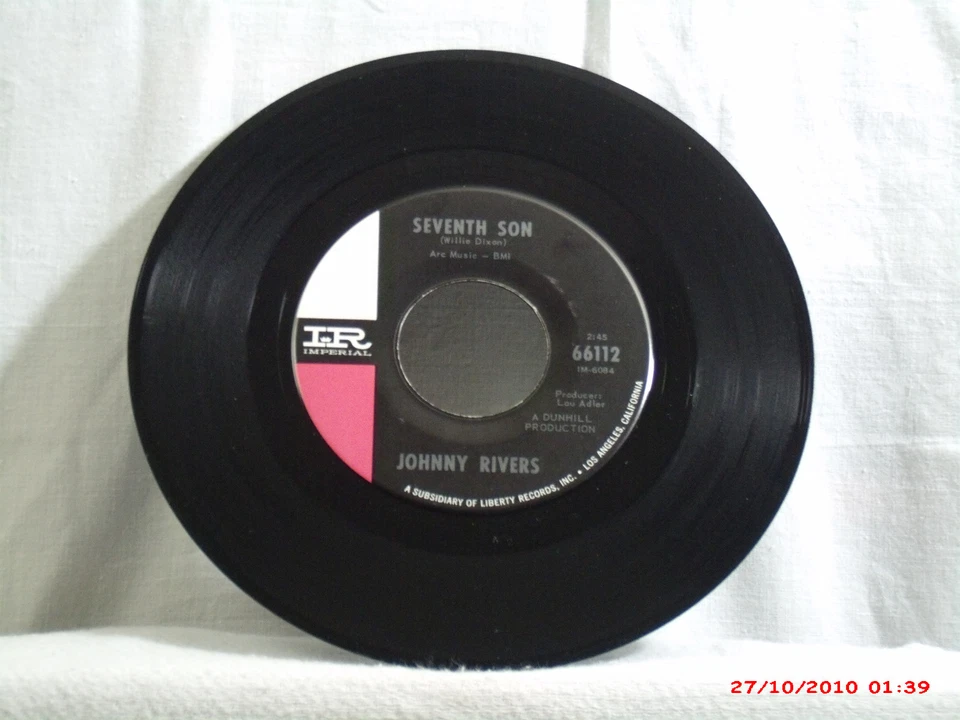 SEVENTH SON
(Willie Dixon)
Arc Music — BMI
IR
IMPERIAL
2:45
66112
IM-6084
Producer:
Lou Adler
A DUNHILL
PRODUCTION
JOHNNY RIVERS
A SUBSIDIARY OF LIBERTY RECORDS, INC. • LOS ANGELES, CALIFORNIA
27/10/2010 01:39